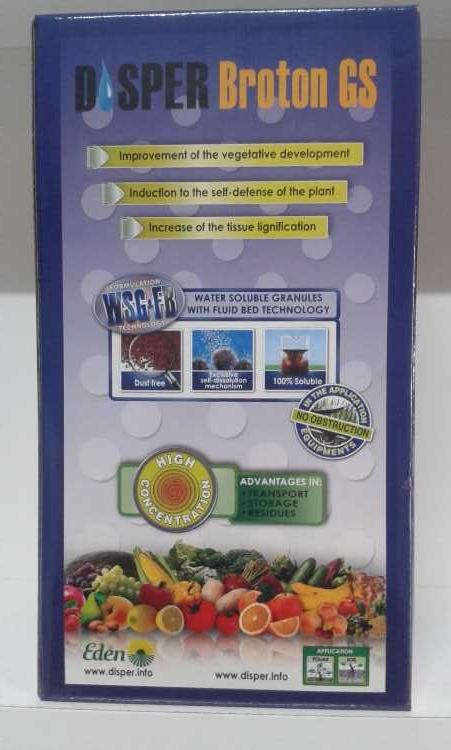 DISPER Broton GS
Improvement of the vegetative development
Induction to the self-defense of the plant
Increase of the tissue lignification
FORMULATION
WSG-FB
TECHNOLOGY
WATER SOLUBLE GRANULES
WITH FLUID BED TECHNOLOGY
Dust free
Exclusive
self-dissolution
mechanism
100% Soluble
IN THE APPLICATION
NO OBSTRUCTION
EQUIPMENTS
HIGH
CONCENTRATION
ADVANTAGES IN:
• TRANSPORT
• STORAGE
• RESIDUES
Eden
www.disper.info
www.disper.info
APPLICATION
FOLIAR
SOIL